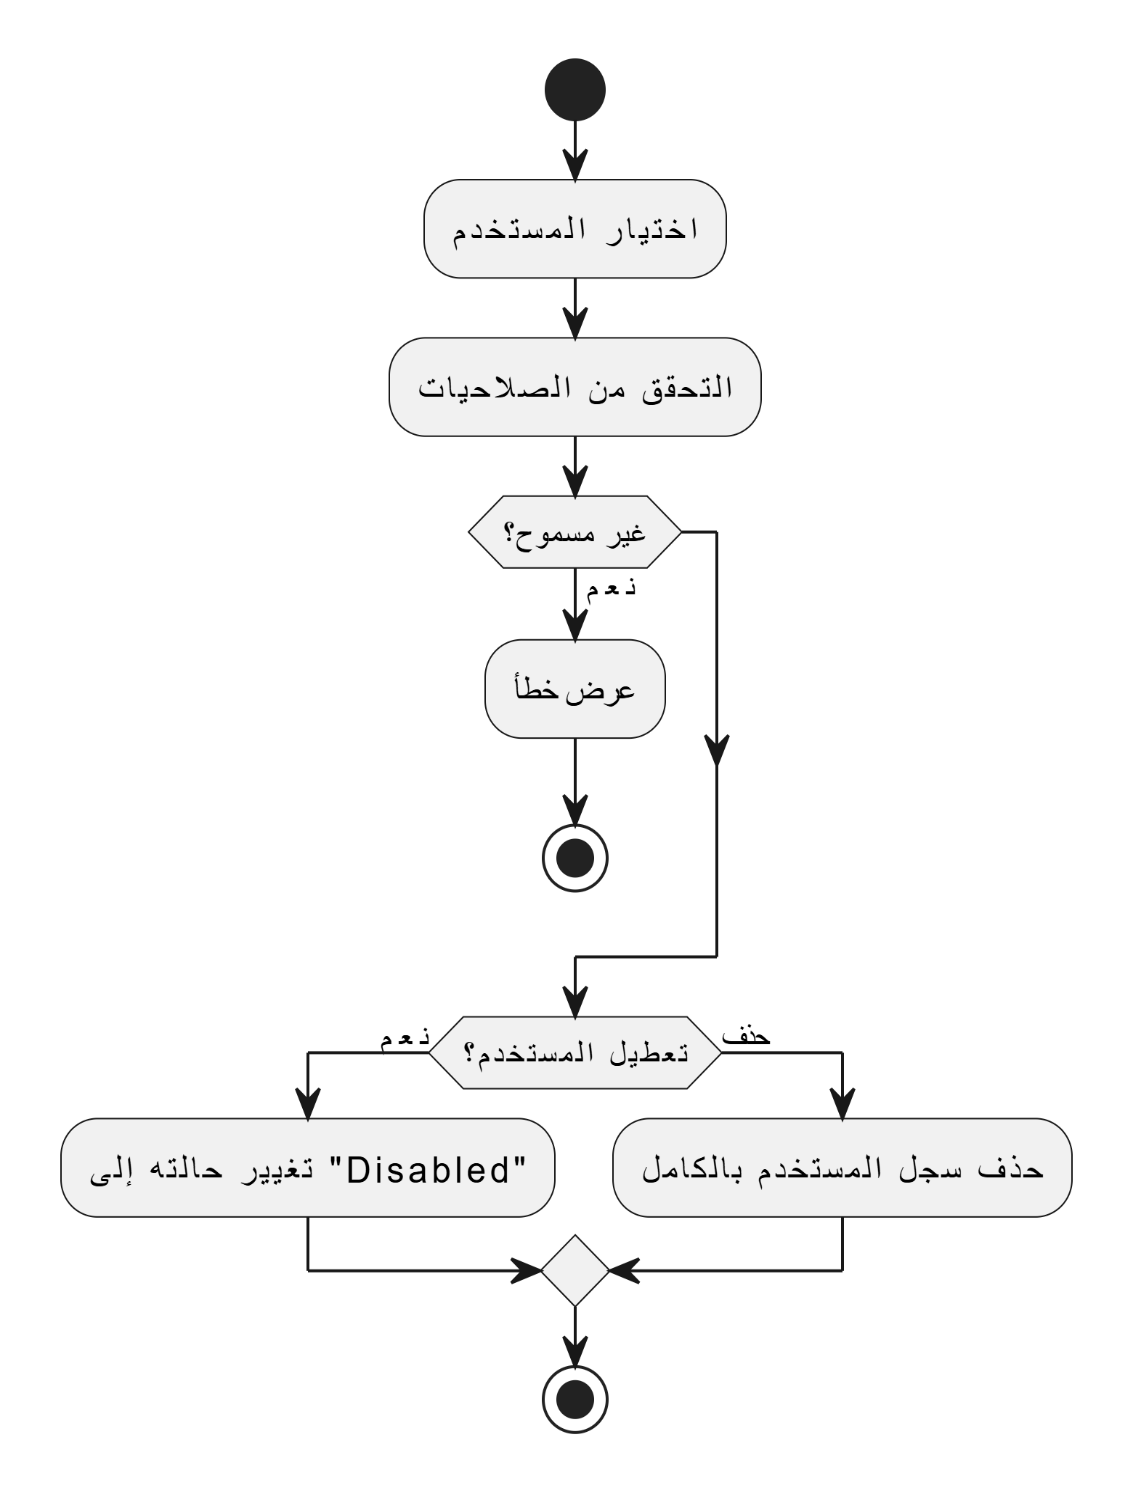 اختيار المستخدم
التحقق من الصلاحيات
غير مسموح؟
نعم
عرض خطأ
تعطيل المستخدم؟
نعم
حذف
تغيير حالته إلى "Disabled"
حذف سجل المستخدم بالكامل